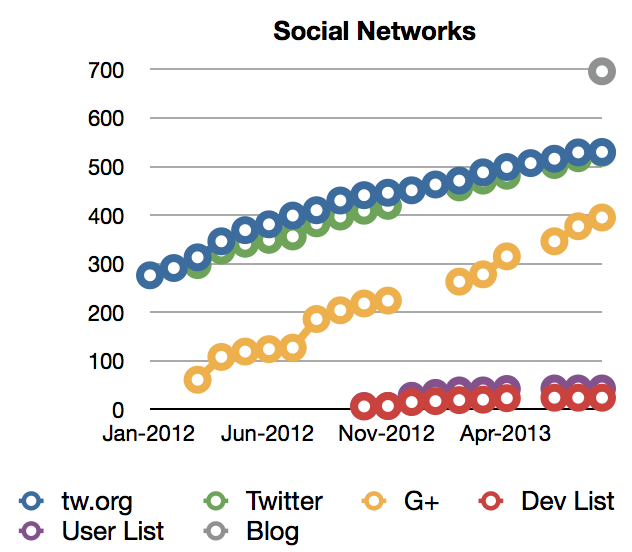 Social Networks
700
600
500
400
300
200
100
0
Jan-2012 Jun-2012 Nov-2012 Apr-2013
tw.org Twitter G+ Dev List
User List Blog